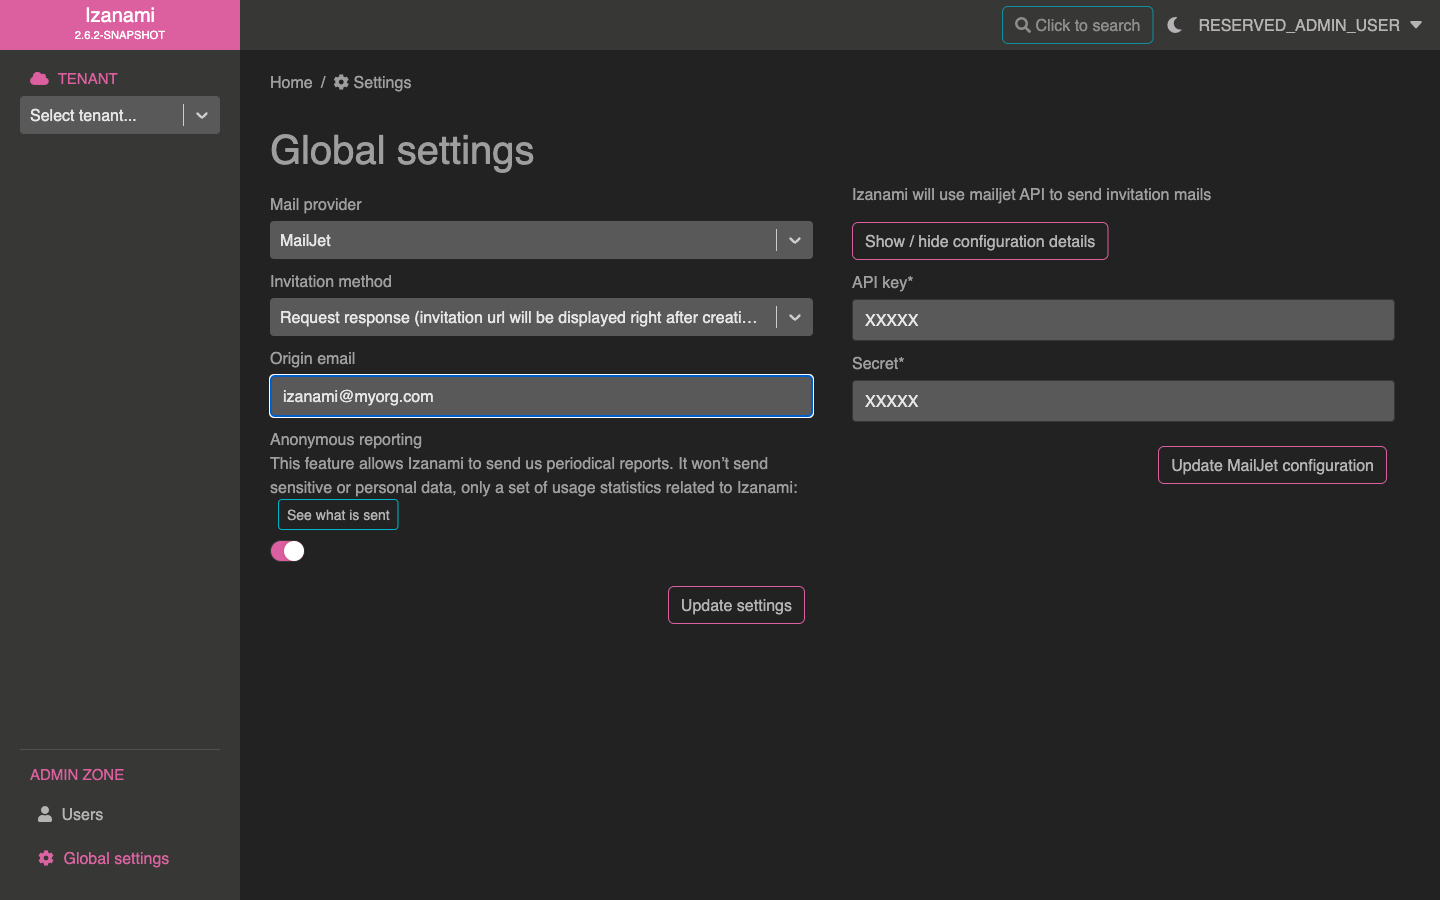 Izanami
2.6.2-SNAPSHOT
Click to search
RESERVED_ADMIN_USER
TENANT
Select tenant...
Home / Settings
Global settings
Mail provider
MailJet
Invitation method
Request response (invitation url will be displayed right after creati…
Origin email
izanami@myorg.com
Anonymous reporting
This feature allows Izanami to send us periodical reports. It won’t send
sensitive or personal data, only a set of usage statistics related to Izanami:
See what is sent
Update settings
Izanami will use mailjet API to send invitation mails
Show / hide configuration details
API key*
XXXXX
Secret*
XXXXX
Update MailJet configuration
ADMIN ZONE
Users
Global settings